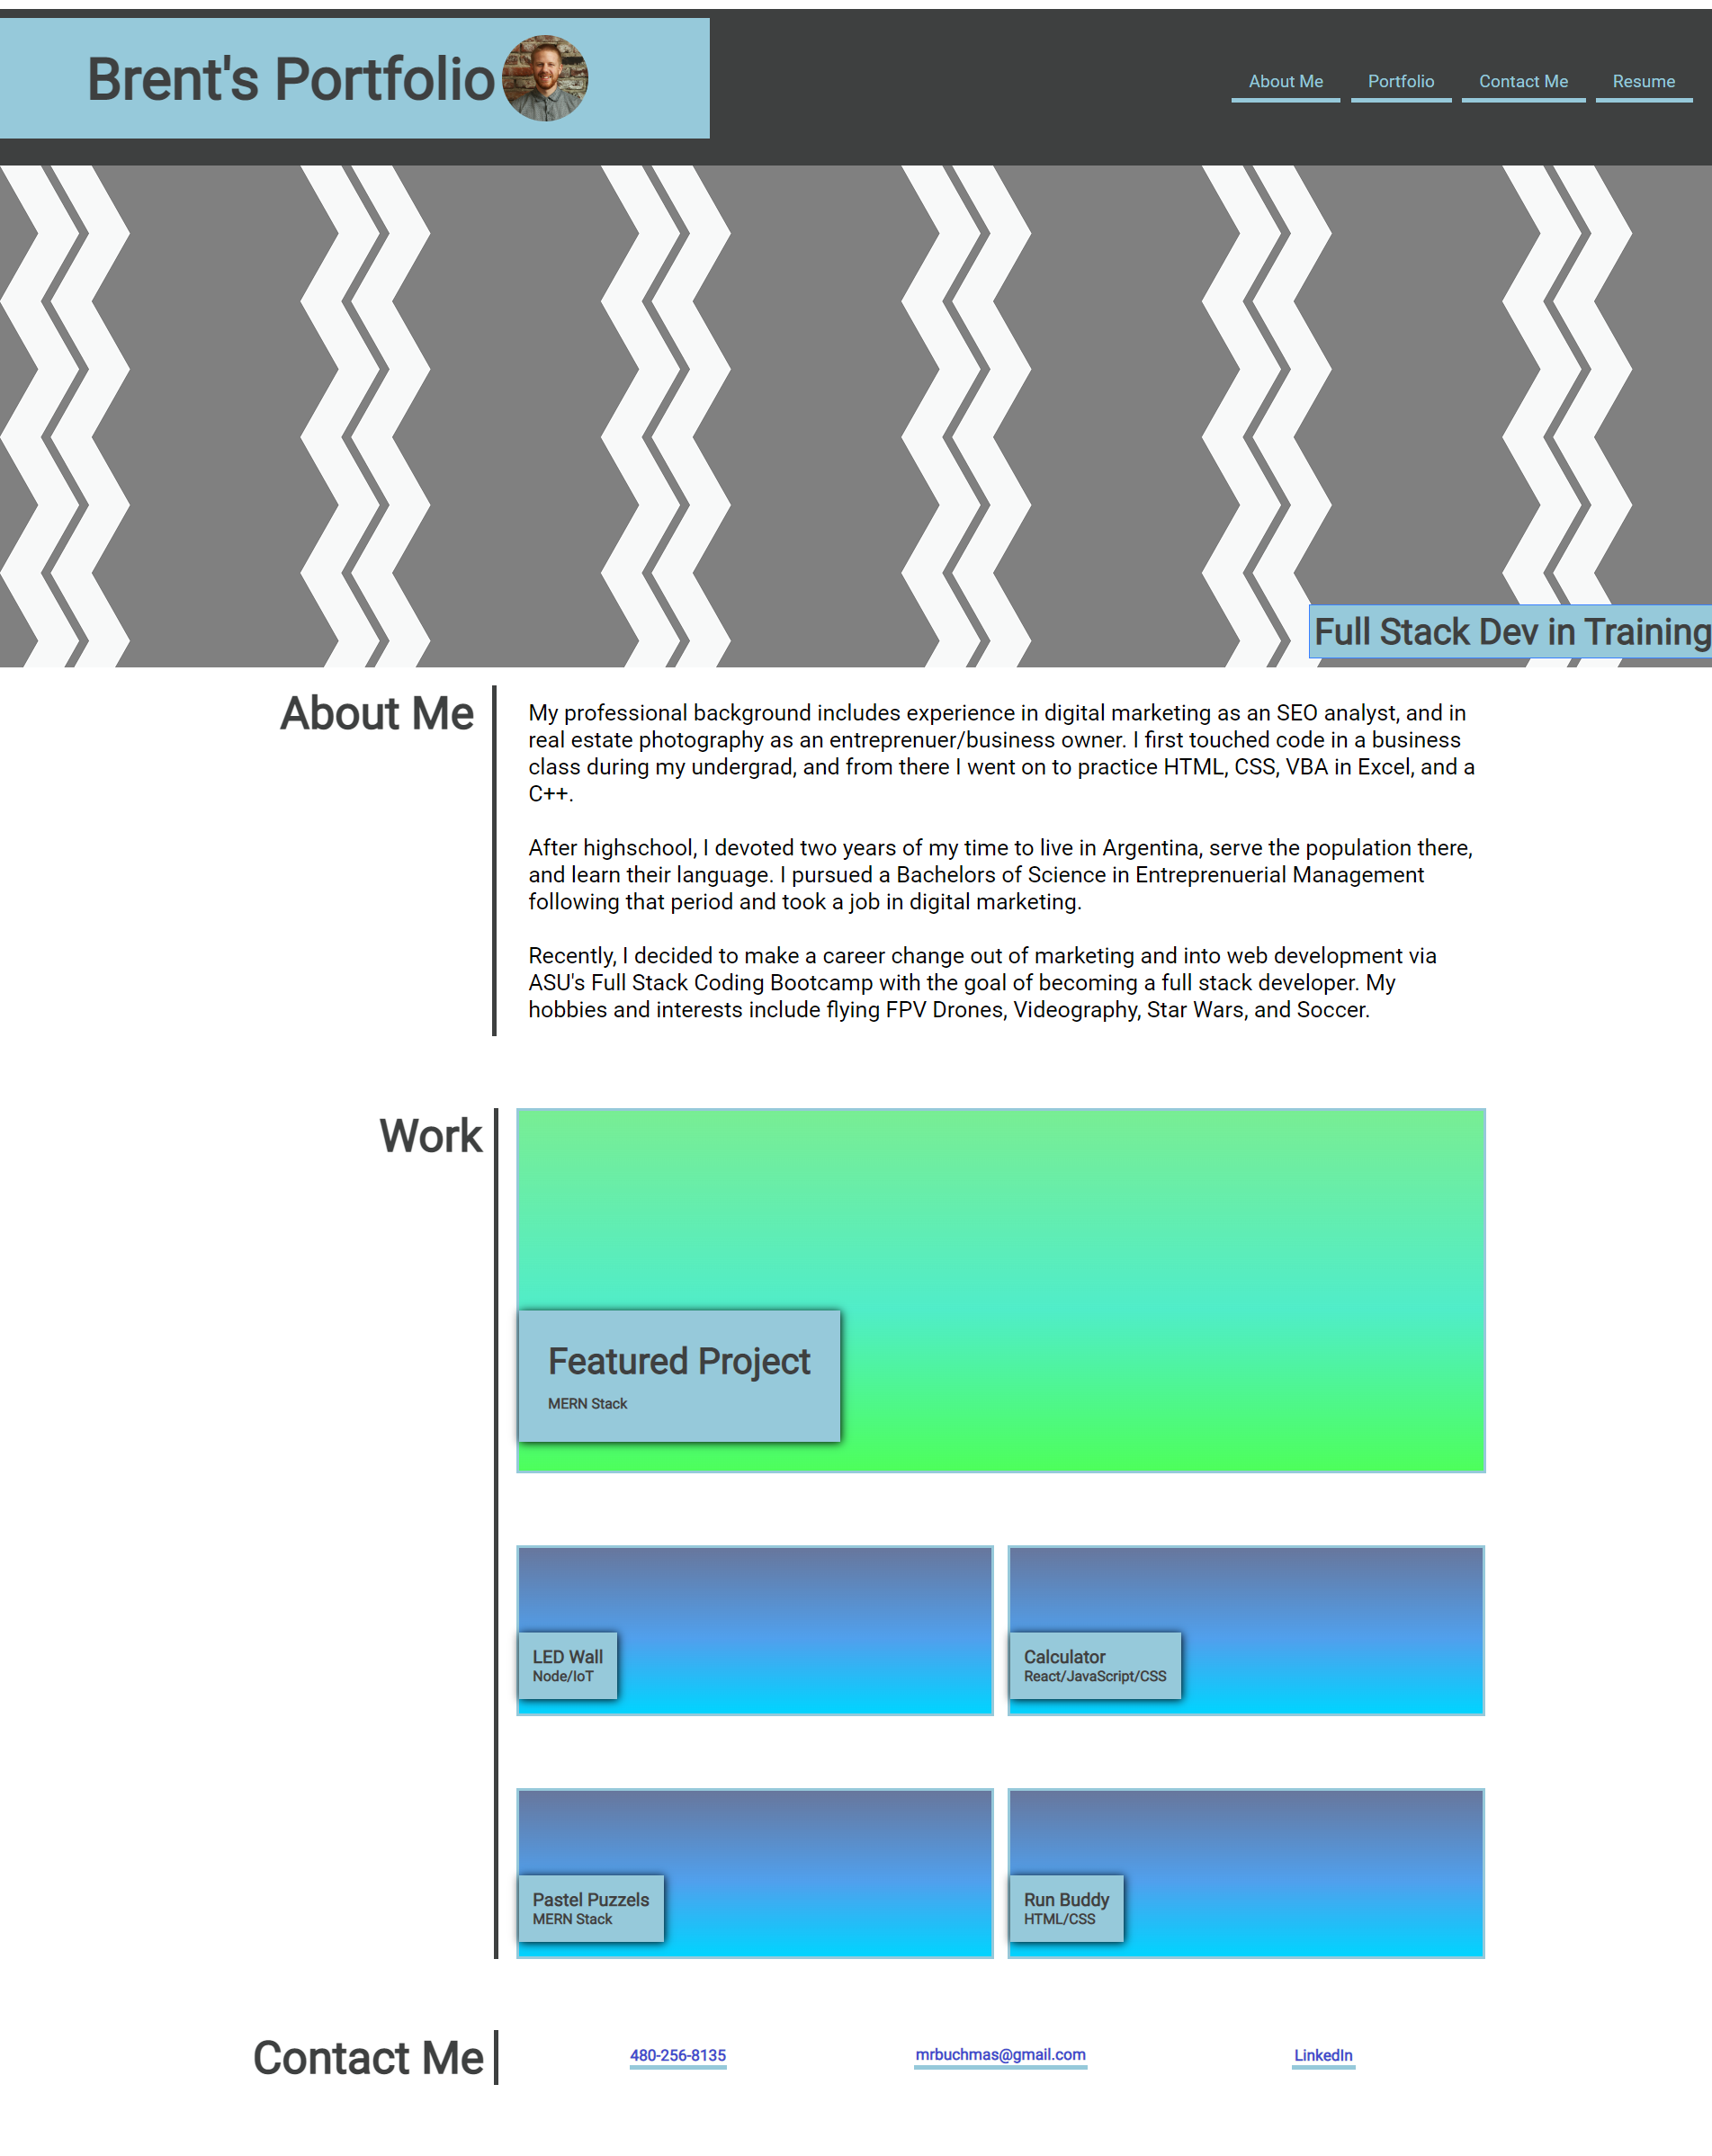 Brent's Portfolio
About Me
Portfolio
Contact Me
Resume
Full Stack Dev in Training
About Me
My professional background includes experience in digital marketing as an SEO analyst, and in
real estate photography as an entreprenuer/business owner. I first touched code in a business
class during my undergrad, and from there I went on to practice HTML, CSS, VBA in Excel, and a
C++.
After highschool, I devoted two years of my time to live in Argentina, serve the population there,
and learn their language. I pursued a Bachelors of Science in Entreprenuerial Management
following that period and took a job in digital marketing.
Recently, I decided to make a career change out of marketing and into web development via
ASU's Full Stack Coding Bootcamp with the goal of becoming a full stack developer. My
hobbies and interests include flying FPV Drones, Videography, Star Wars, and Soccer.
Work
Featured Project
MERN Stack
LED Wall
Node/IoT
Calculator
React/JavaScript/CSS
Pastel Puzzels
MERN Stack
Run Buddy
HTML/CSS
Contact Me
480-256-8135
mrbuchmas@gmail.com
LinkedIn